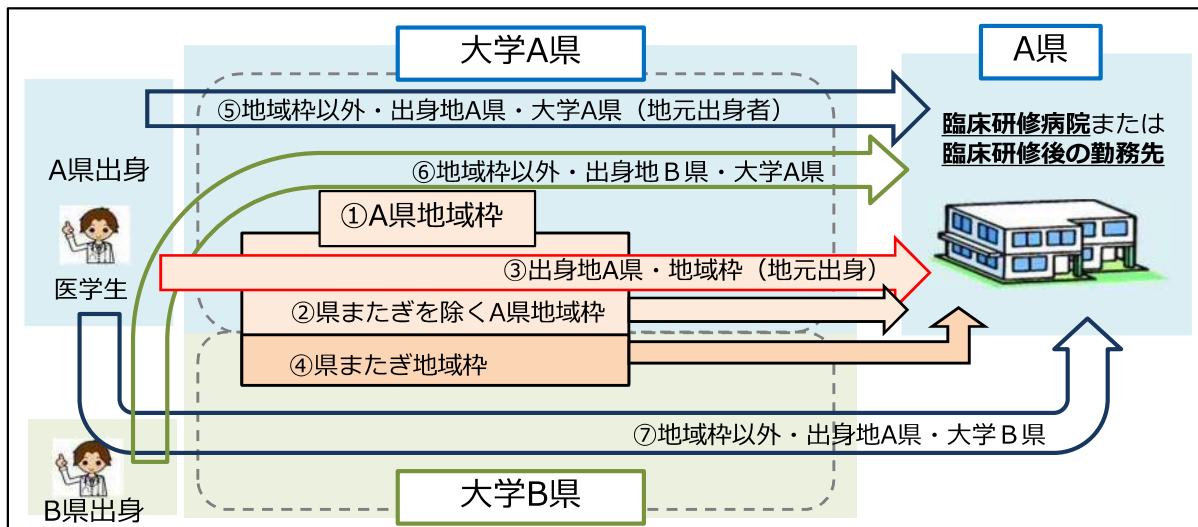 大学A県
A県
⑤地域枠以外・出身地A県・大学A県（地元出身者）
臨床研修病院または
臨床研修後の勤務先
A県出身
⑥地域枠以外・出身地Ｂ県・大学A県
①A県地域枠
③出身地A県・地域枠（地元出身）
医学生
②県またぎを除くA県地域枠
④県またぎ地域枠
⑦地域枠以外・出身地A県・大学Ｂ県
B県出身
大学B県